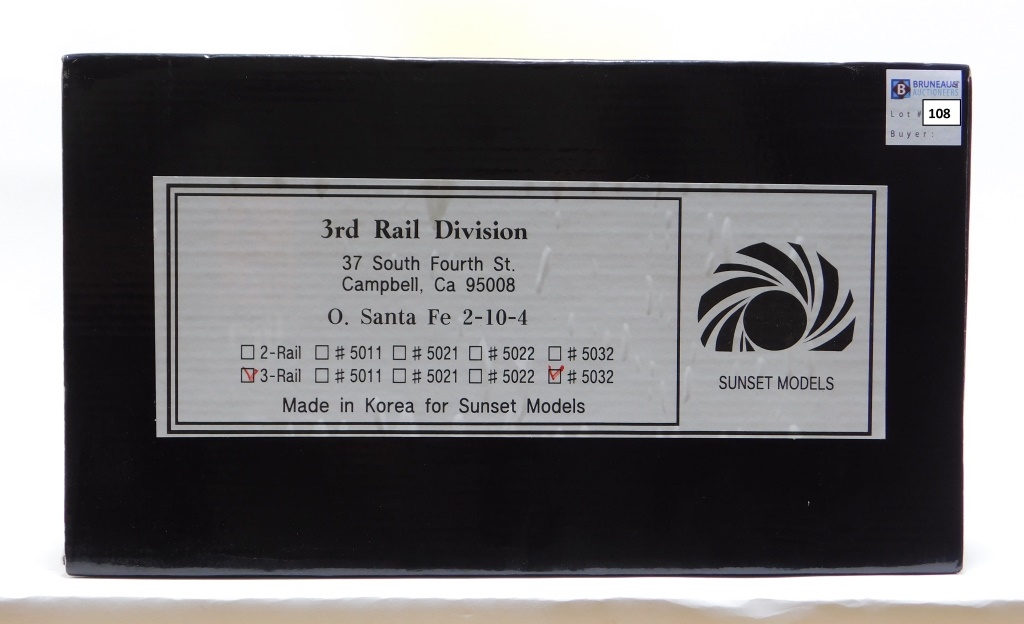 BRUNEAU&
AUCTIONEERS
Lot # 108
Buyer:
3rd Rail Division
37 South Fourth St.
Campbell, Ca 95008
O. Santa Fe 2-10-4
☐ 2-Rail ☐ # 5011 ☐ # 5021 ☐ # 5022 ☐ # 5032
☑ 3-Rail ☐ # 5011 ☐ # 5021 ☐ # 5022 ☑ # 5032
Made in Korea for Sunset Models
SUNSET MODELS